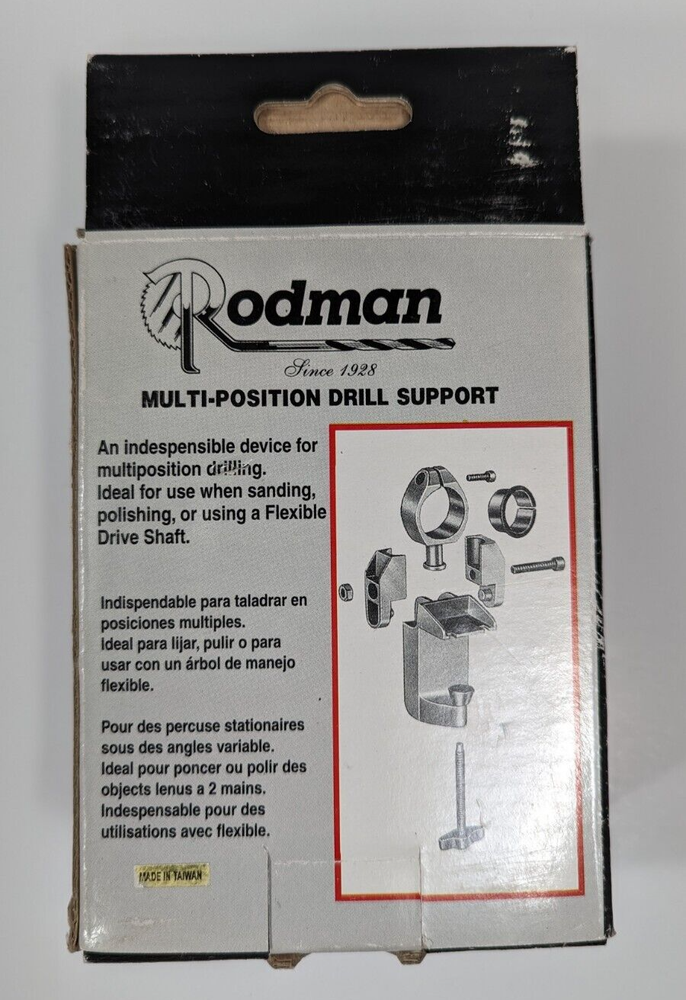 Rodman
Since 1928
MULTI-POSITION DRILL SUPPORT
An indespensible device for
multiposition drilling.
Ideal for use when sanding,
polishing, or using a Flexible
Drive Shaft.
Indispendable para taladrar en
posiciones multiples.
Ideal para lijar, pulir o para
usar con un árbol de manejo
flexible.
Pour des percuse stationaires
sous des angles variable.
Ideal pour poncer ou polir des
objects lenus a 2 mains.
Indespensable pour des
utilisations avec flexible.
MADE IN TAIWAN